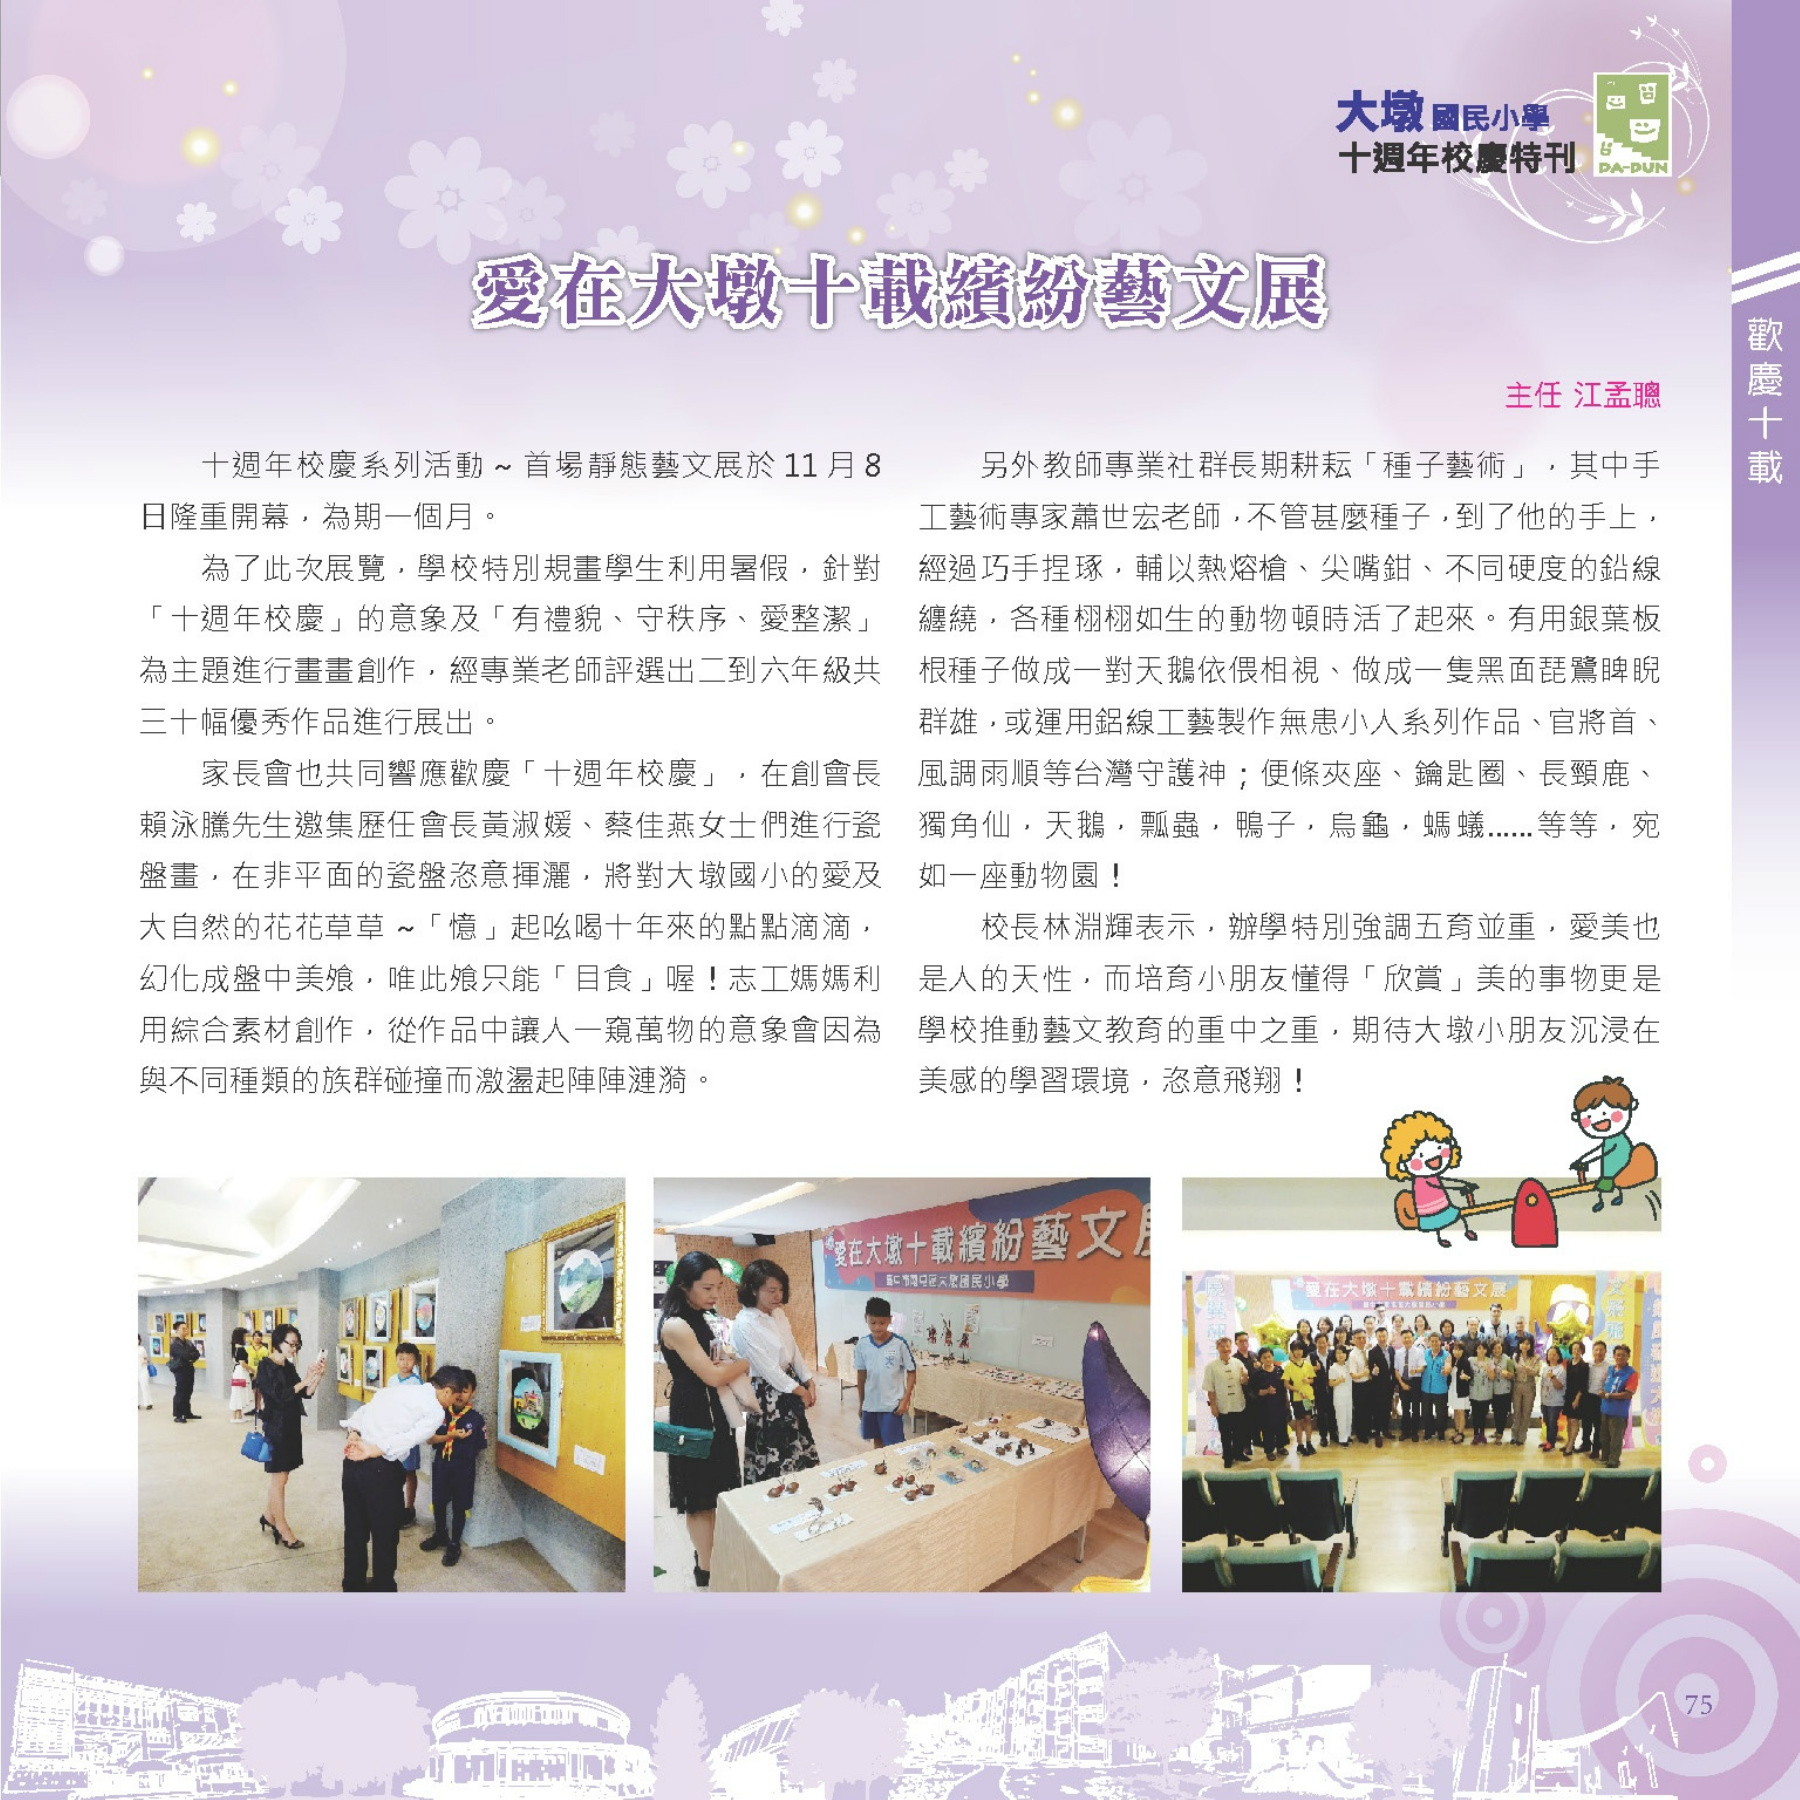 大墩國民小學
十週年校慶特刊
DA-DUN
愛在大墩十載繽紛藝文展
歡慶十載
主任 江孟聰
十週年校慶系列活動 ~ 首場靜態藝文展於 11 月 8
日隆重開幕，為期一個月。
為了此次展覽，學校特別規畫學生利用暑假，針對
「十週年校慶」的意象及「有禮貌、守秩序、愛整潔」
為主題進行畫畫創作，經專業老師評選出二到六年級共
三十幅優秀作品進行展出。
家長會也共同響應歡慶「十週年校慶」，在創會長
賴泳騰先生邀集歷任會長黃淑媛、蔡佳燕女士們進行瓷
盤畫，在非平面的瓷盤恣意揮灑，將對大墩國小的愛及
大自然的花花草草 ~「憶」起吆喝十年來的點點滴滴，
幻化成盤中美飧，唯此飧只能「目食」喔！志工媽媽利
用綜合素材創作，從作品中讓人一窺萬物的意象會因為
與不同種類的族群碰撞而激盪起陣陣漣漪。
另外教師專業社群長期耕耘「種子藝術」，其中手
工藝術專家蕭世宏老師，不管甚麼種子，到了他的手上，
經過巧手捏琢，輔以熱熔槍、尖嘴鉗、不同硬度的鉛線
纏繞，各種栩栩如生的動物頓時活了起來。有用銀葉板
根種子做成一對天鵝依偎相視、做成一隻黑面琵鷺睥睨
群雄，或運用鋁線工藝製作無患小人系列作品、官將首、
風調雨順等台灣守護神；便條夾座、鑰匙圈、長頸鹿、
獨角仙，天鵝，瓢蟲，鴨子，烏龜，螞蟻……等等，宛
如一座動物園！
校長林淵輝表示，辦學特別強調五育並重，愛美也
是人的天性，而培育小朋友懂得「欣賞」美的事物更是
學校推動藝文教育的重中之重，期待大墩小朋友沉浸在
美感的學習環境，恣意飛翔！
愛在大墩十載繽紛藝文展
臺中市南屯區大墩國民小學
愛在大墩十載繽紛藝文展
75